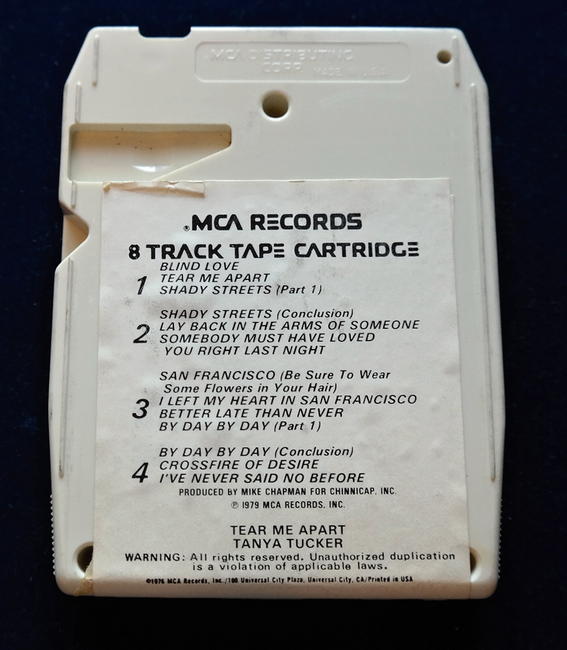 MCA DISTRIBUTING
CORP. MADE IN U.S.A.
®MCA RECORDS
8 TRACK TAPE CARTRIDGE
1
BLIND LOVE
TEAR ME APART
SHADY STREETS (Part 1)
2
SHADY STREETS (Conclusion)
LAY BACK IN THE ARMS OF SOMEONE
SOMEBODY MUST HAVE LOVED
YOU RIGHT LAST NIGHT
3
SAN FRANCISCO (Be Sure To Wear
Some Flowers in Your Hair)
I LEFT MY HEART IN SAN FRANCISCO
BETTER LATE THAN NEVER
BY DAY BY DAY (Part 1)
4
BY DAY BY DAY (Conclusion)
CROSSFIRE OF DESIRE
I'VE NEVER SAID NO BEFORE
PRODUCED BY MIKE CHAPMAN FOR CHINNICAP, INC.
℗ 1979 MCA RECORDS, INC.
TEAR ME APART
TANYA TUCKER
WARNING: All rights reserved. Unauthorized duplication
is a violation of applicable laws.
©1976 MCA Records, Inc./100 Universal City Plaza, Universal City, CA/Printed in USA